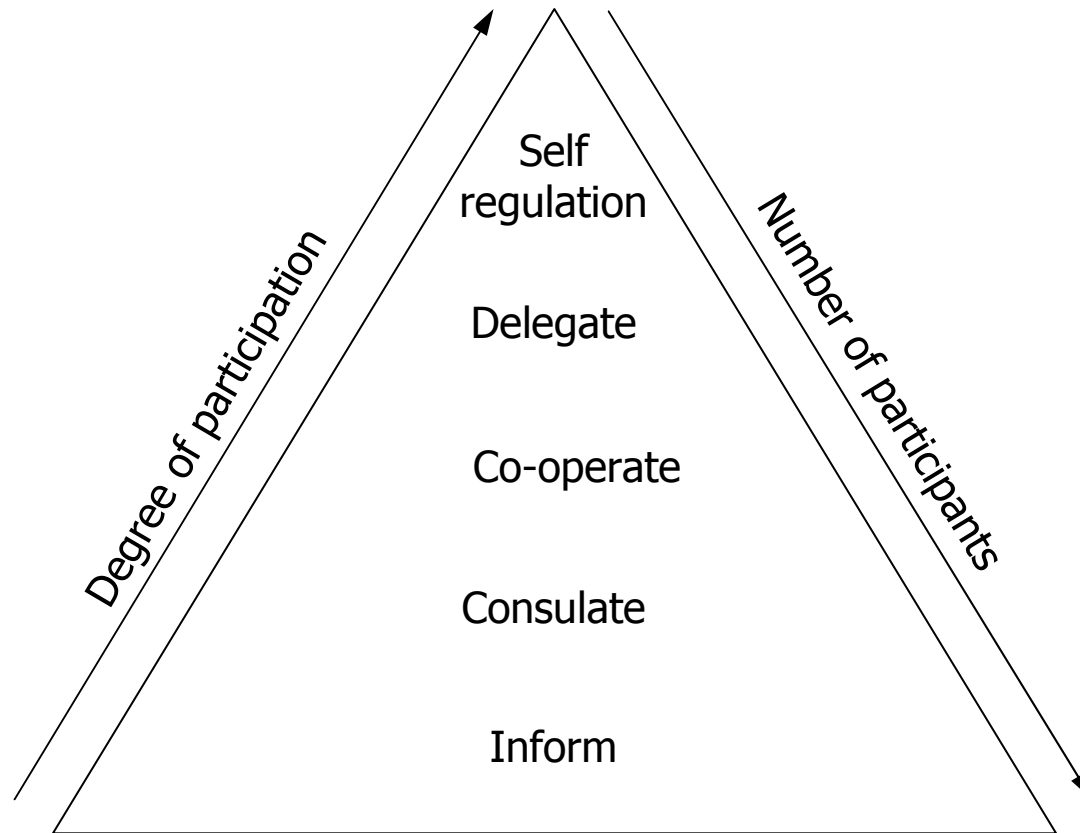 Self
regulation
Degree of participation
Number of participants
Delegate
Co-operate
Consulate
Inform